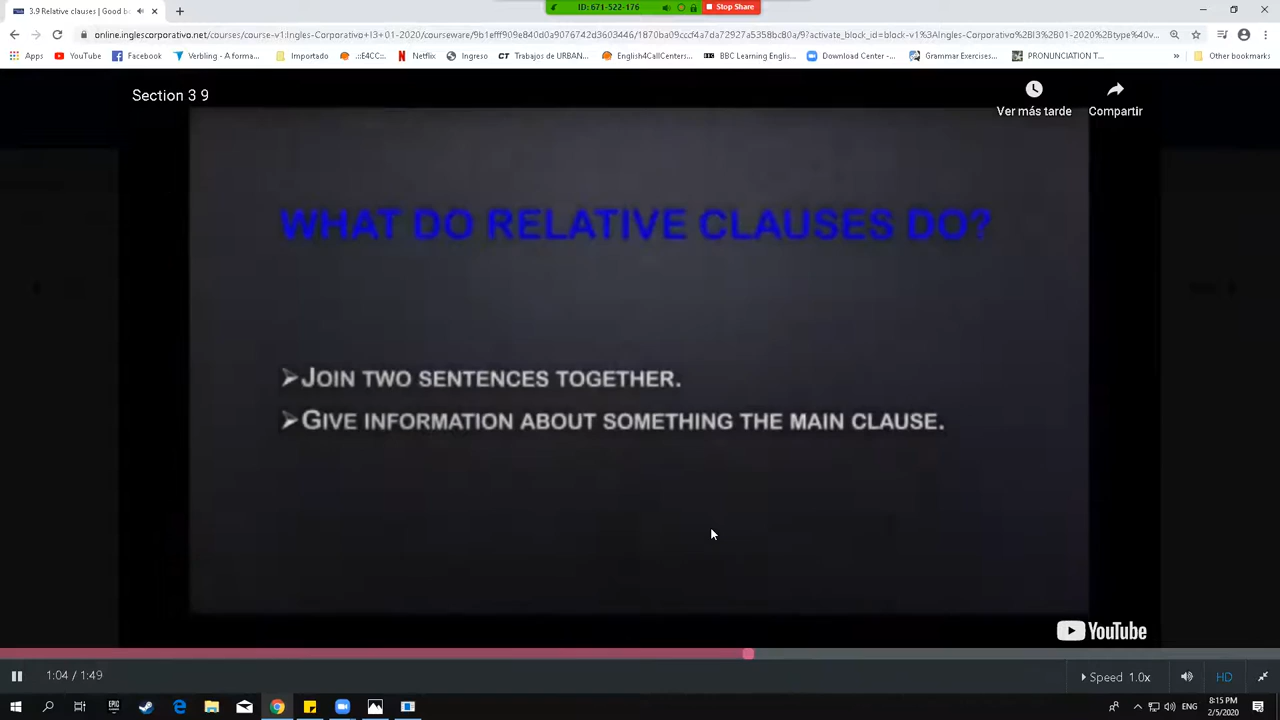 3.9 Relative clauses | Good b
ID: 671-522-176
Stop Share
online.inglescorporativo.net/courses/course-v1:Ingles-Corporativo+I3+01-2020/courseware/9b1efff909e840d0a9076742d3603446/1870ba09cccf4a7da72927a5358bc80a/9?activate_block_id=block-v1%3AIngles-Corporativo%2BI3%2B01-2020%2Btype%40v...
Apps YouTube Facebook Verbling - A forma... Importado .::E4CC::. Netflix Ingreso CT Trabajos de URBAN... English4CallCenters... BBC Learning Englis... Download Center -... Grammar Exercises... PRONUNCIATION T... » Other bookmarks
Section 3 9
Ver más tarde
Compartir
WHAT DO RELATIVE CLAUSES DO?
➢JOIN TWO SENTENCES TOGETHER.
➢GIVE INFORMATION ABOUT SOMETHING THE MAIN CLAUSE.
YouTube
1:04 / 1:49
Speed 1.0x
HD
ENG
8:15 PM
2/5/2020